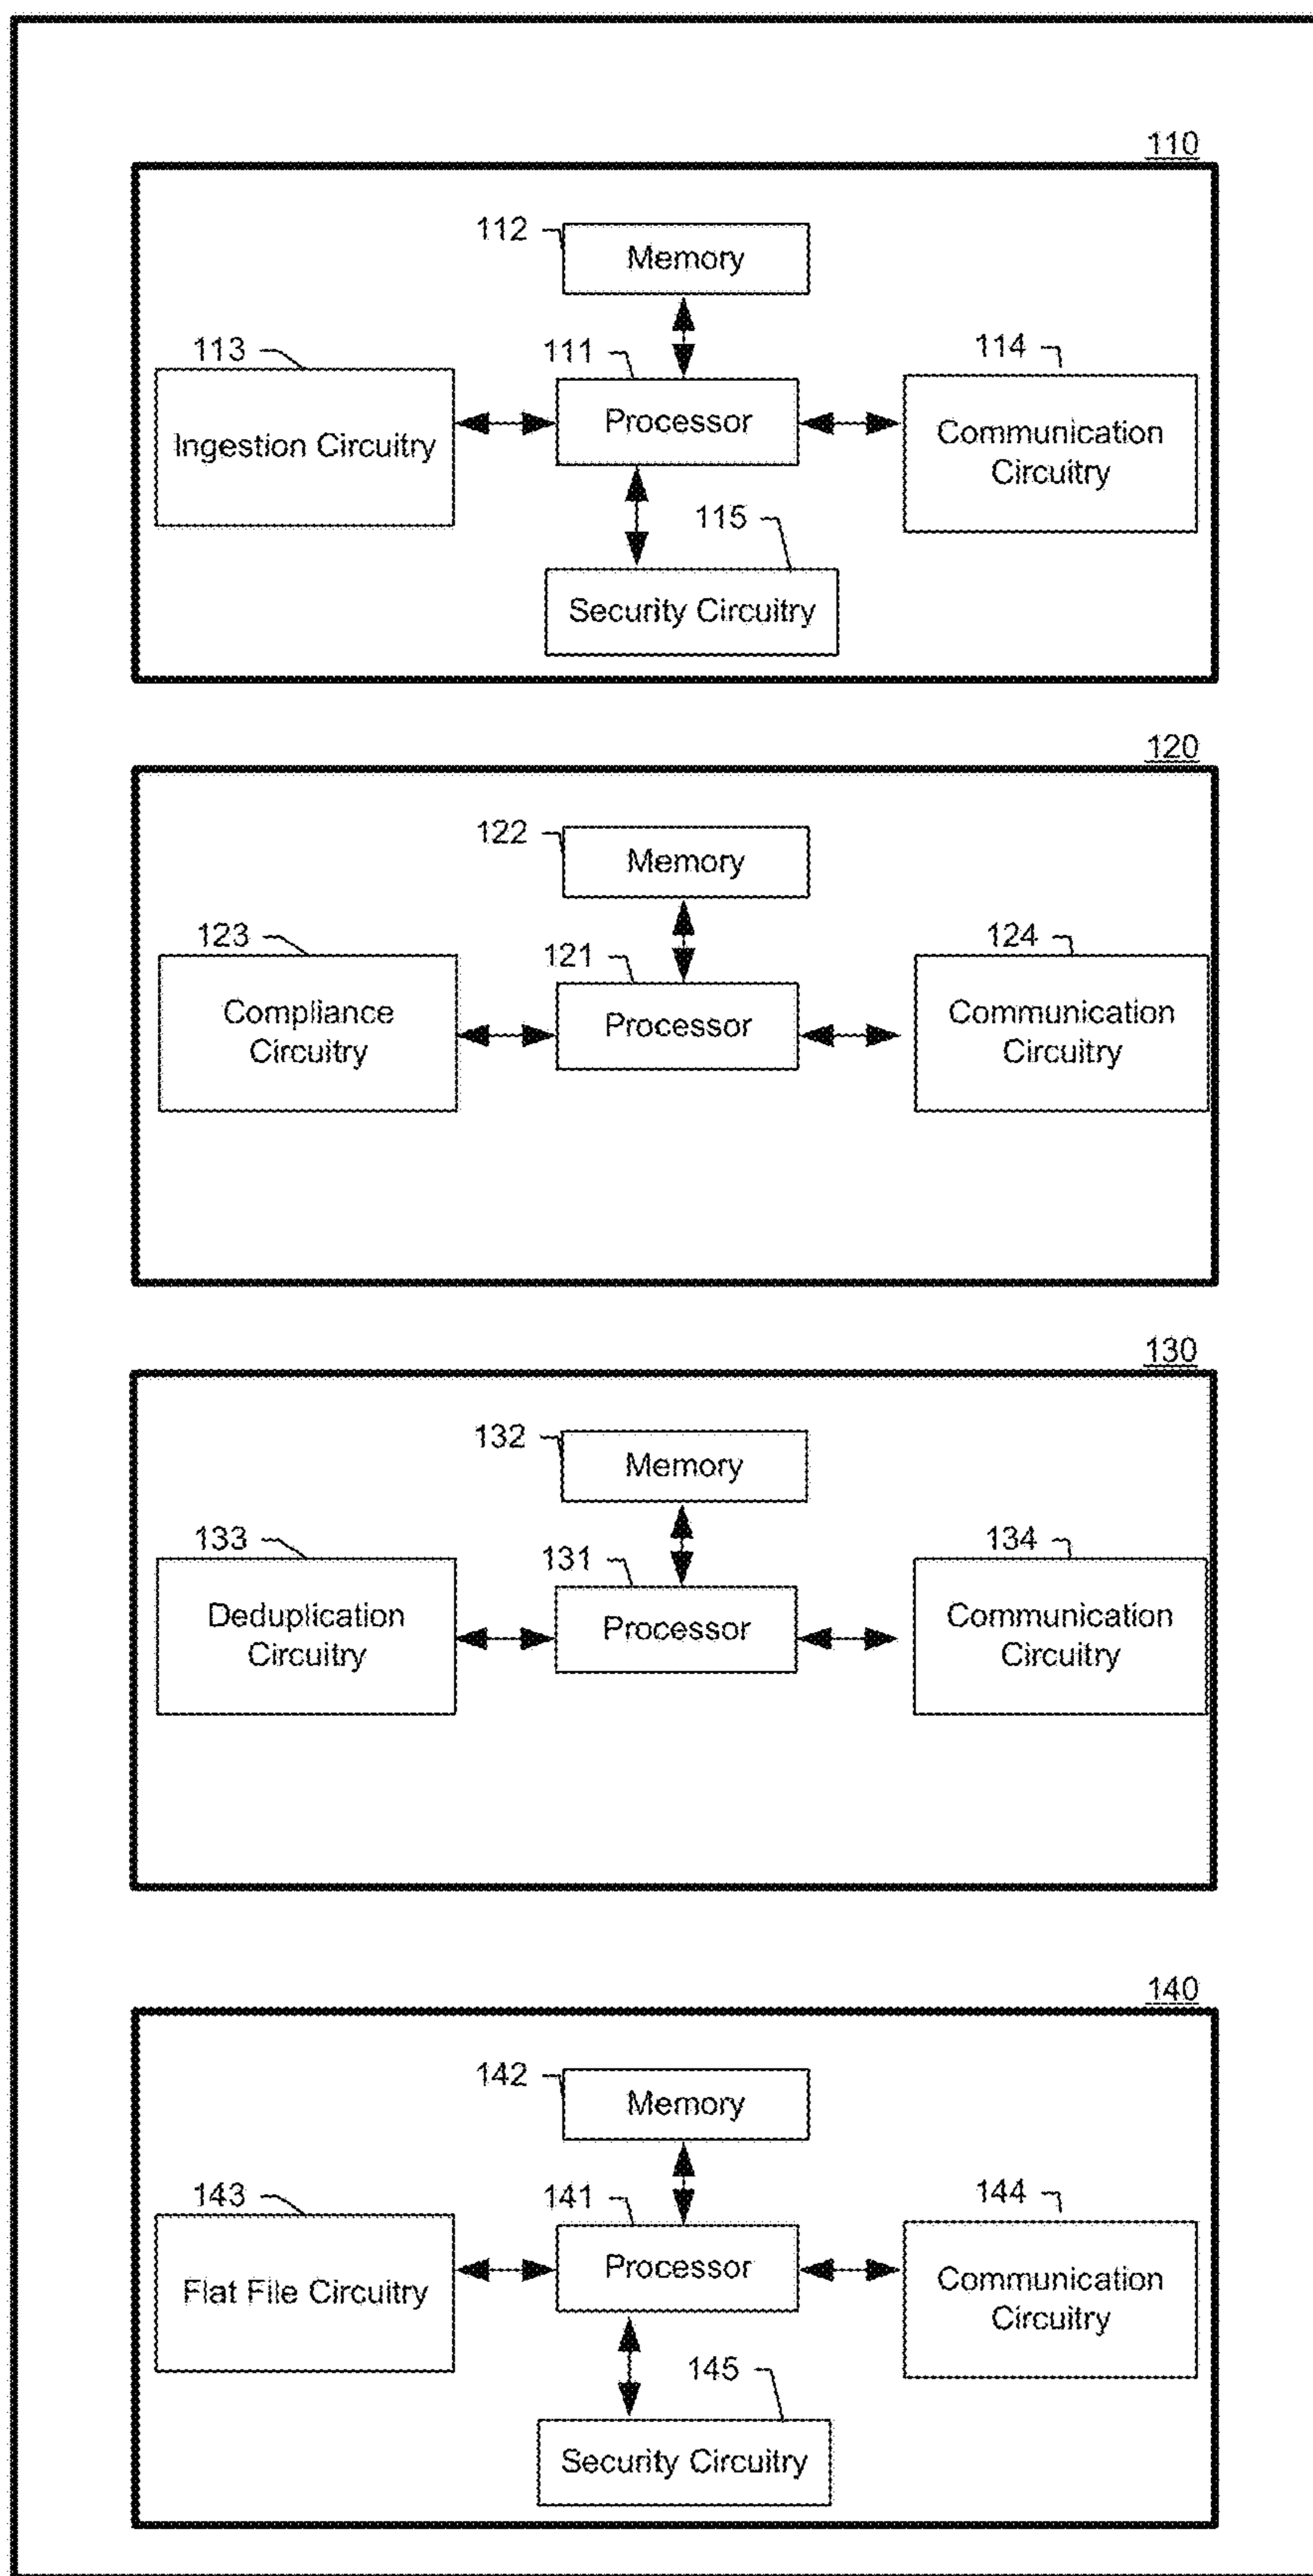 110
112
Memory
113
111
114
Ingestion Circuitry
Processor
Communication
Circuitry
115
Security Circuitry
120
122
Memory
123
121
124
Compliance
Circuitry
Processor
Communication
Circuitry
130
132
Memory
133
131
134
Deduplication
Circuitry
Processor
Communication
Circuitry
140
142
Memory
143
141
144
Flat File Circuitry
Processor
Communication
Circuitry
145
Security Circuitry